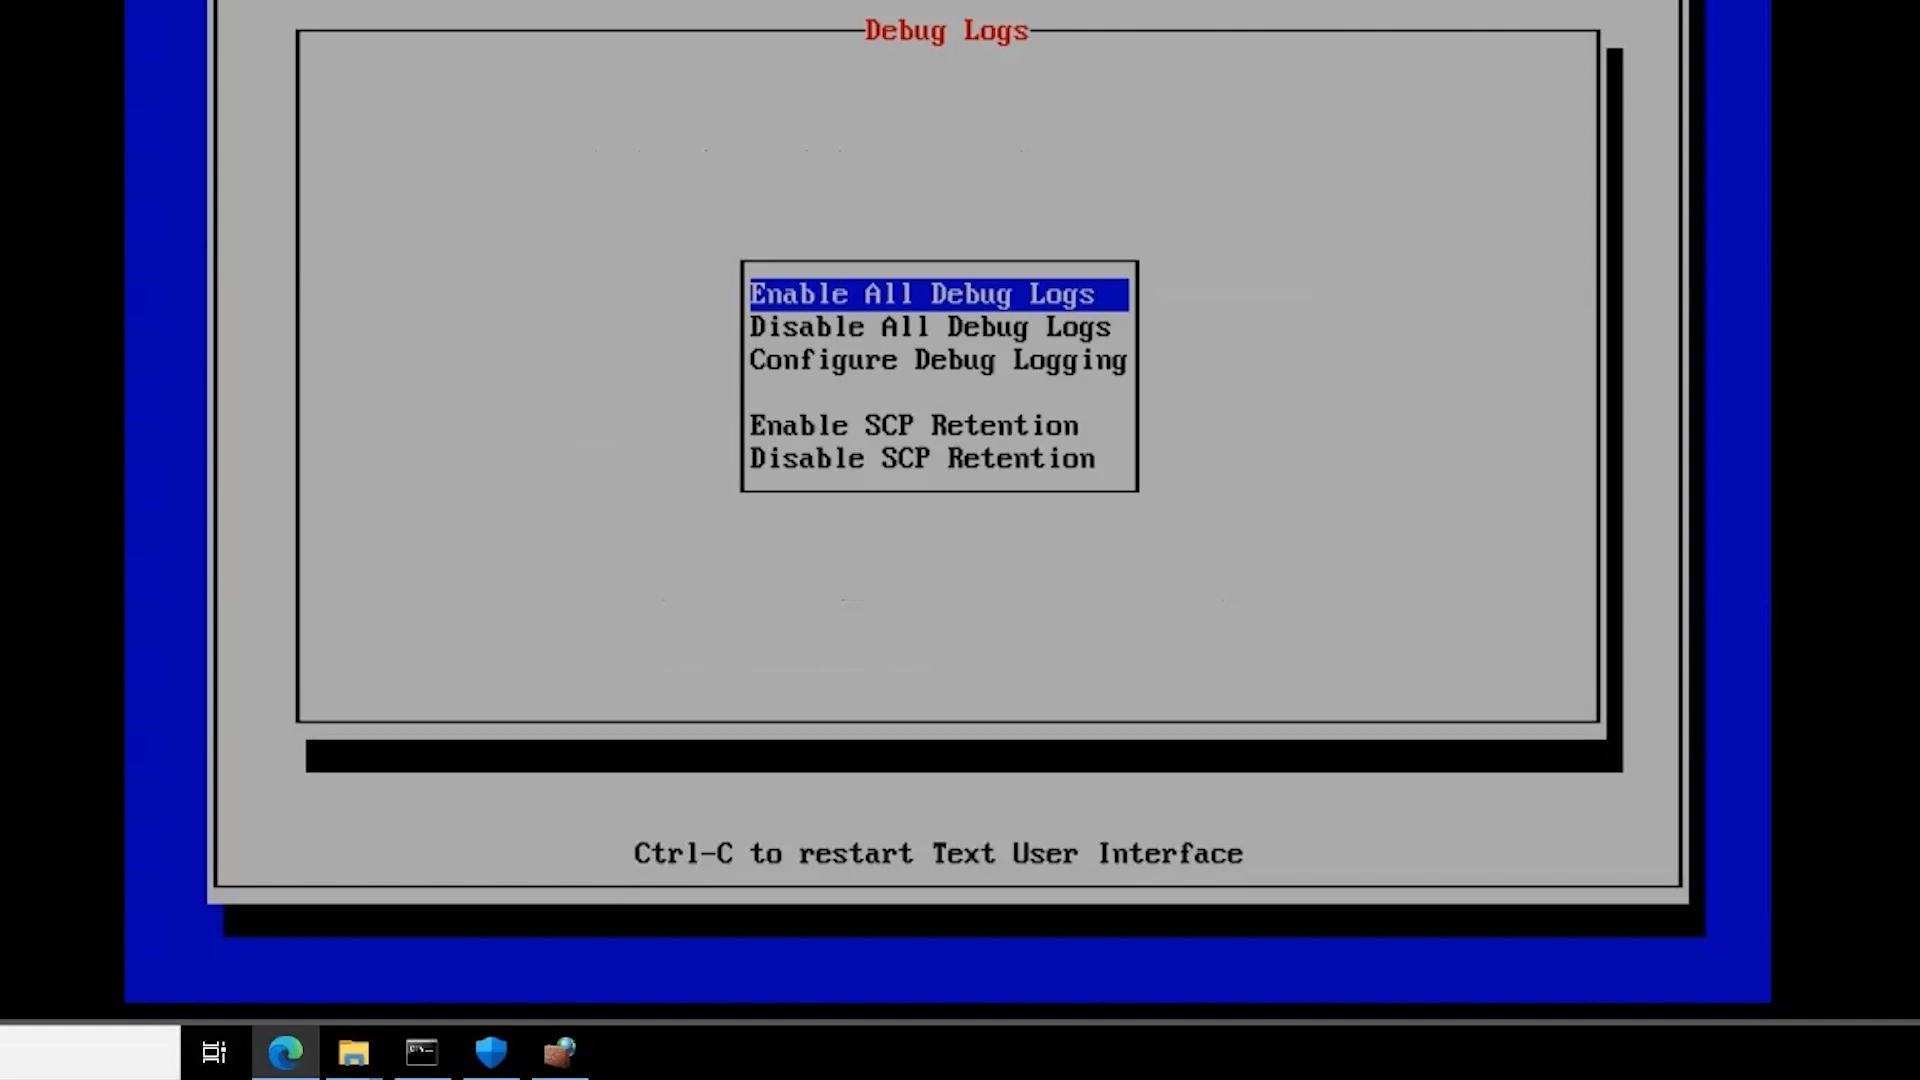 Debug Logs
Enable All Debug Logs
Disable All Debug Logs
Configure Debug Logging
Enable SCP Retention
Disable SCP Retention
Ctrl-C to restart Text User Interface